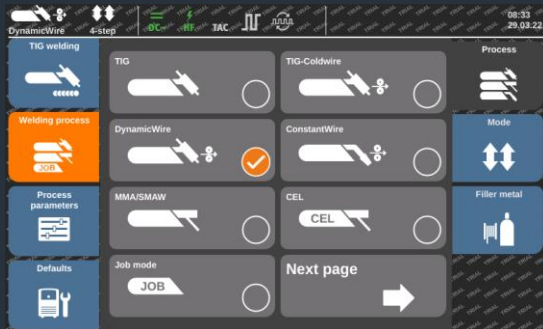 DynamicWire
4-step
DC-
HF
TAC
08:33
29.03.22
TIG welding
Welding process
JOB
Process
parameters
Defaults
TIG
TIG-Coldwire
DynamicWire
ConstantWire
MMA/SMAW
CEL
CEL
Job mode
JOB
Next page
Process
Mode
Filler metal
TRIAL